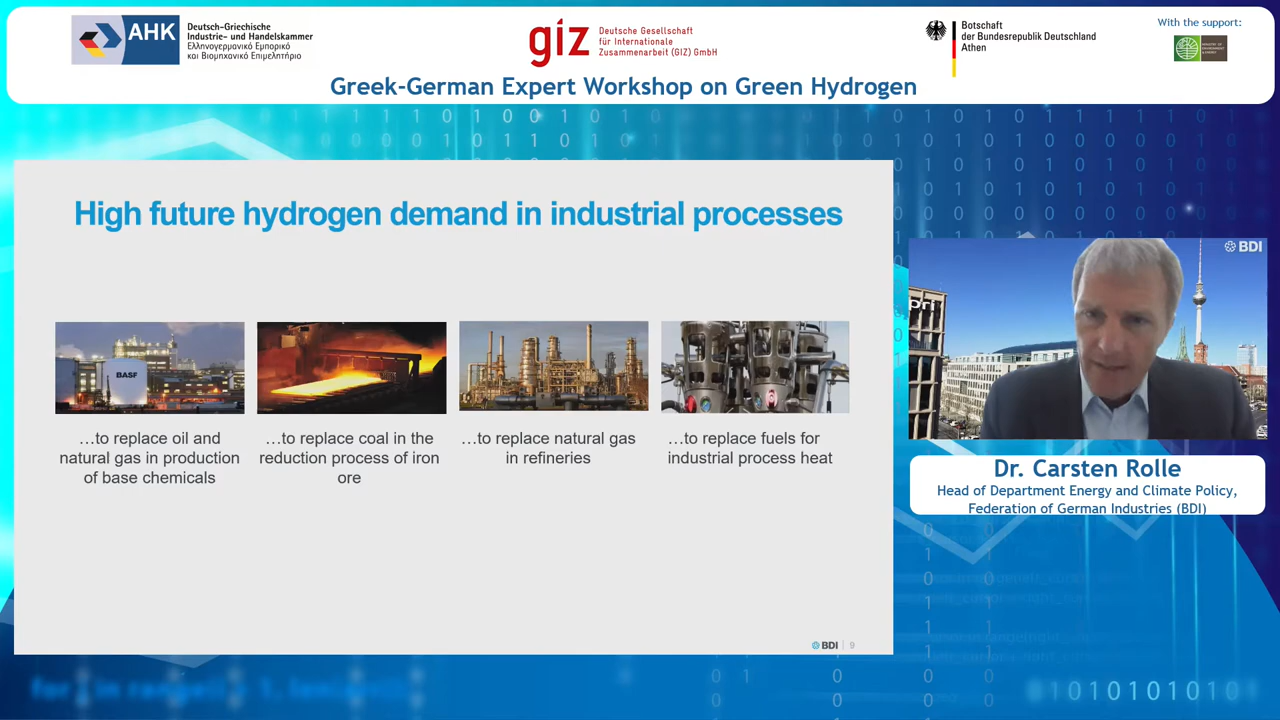 AHK
Deutsch-Griechische
Industrie- und Handelskammer
Ελληνογερμανικό Εμπορικό
και Βιομηχανικό Επιμελητήριο
giz
Deutsche Gesellschaft
für Internationale
Zusammenarbeit (GIZ) GmbH
Botschaft
der Bundesrepublik Deutschland
Athen
With the support:
Greek-German Expert Workshop on Green Hydrogen
High future hydrogen demand in industrial processes
BASF
…to replace oil and
natural gas in production
of base chemicals
…to replace coal in the
reduction process of iron
ore
…to replace natural gas
in refineries
…to replace fuels for
industrial process heat
BDI | 9
BDI
Dr. Carsten Rolle
Head of Department Energy and Climate Policy,
Federation of German Industries (BDI)